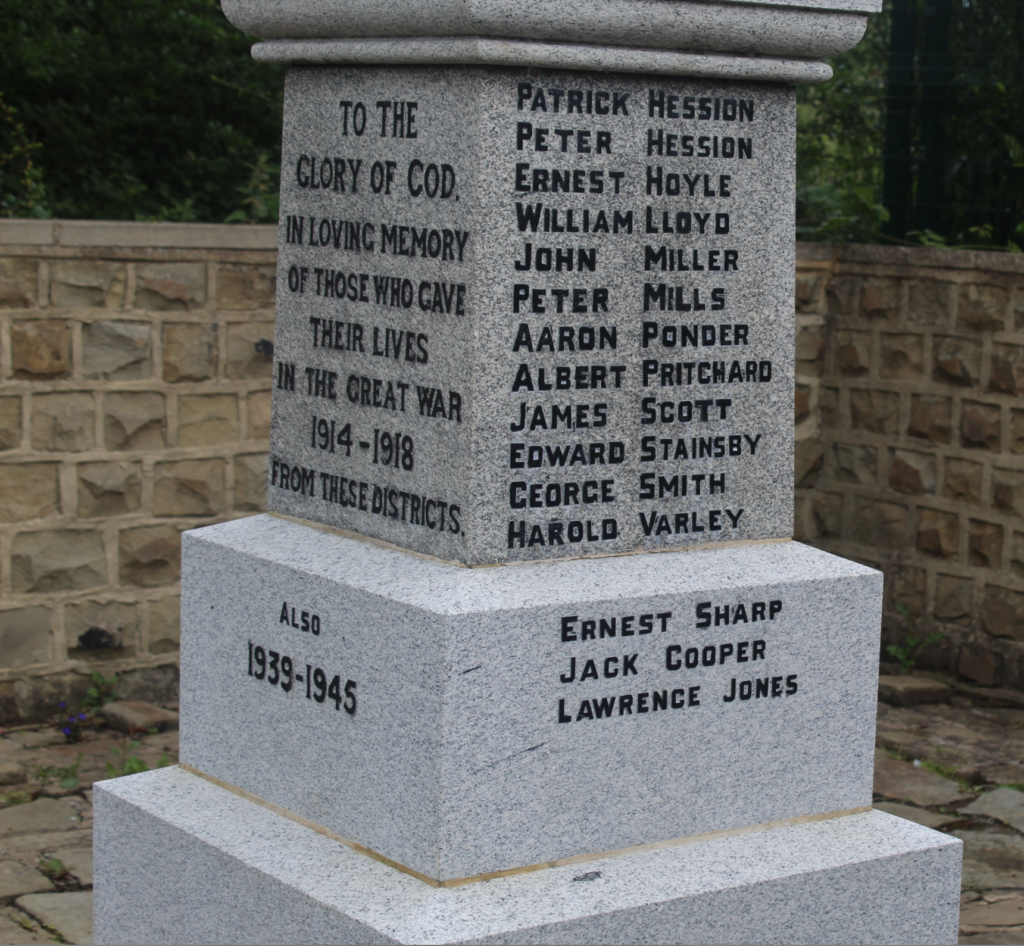 TO THE
GLORY OF GOD,
IN LOVING MEMORY
OF THOSE WHO GAVE
THEIR LIVES
IN THE GREAT WAR
1914-1918
FROM THESE DISTRICTS.
PATRICK HESSION
PETER HESSION
ERNEST HOYLE
WILLIAM LLOYD
JOHN MILLER
PETER MILLS
AARON PONDER
ALBERT PRITCHARD
JAMES SCOTT
EDWARD STAINSBY
GEORGE SMITH
HAROLD VARLEY
ALSO
1939-1945
ERNEST SHARP
JACK COOPER
LAWRENCE JONES